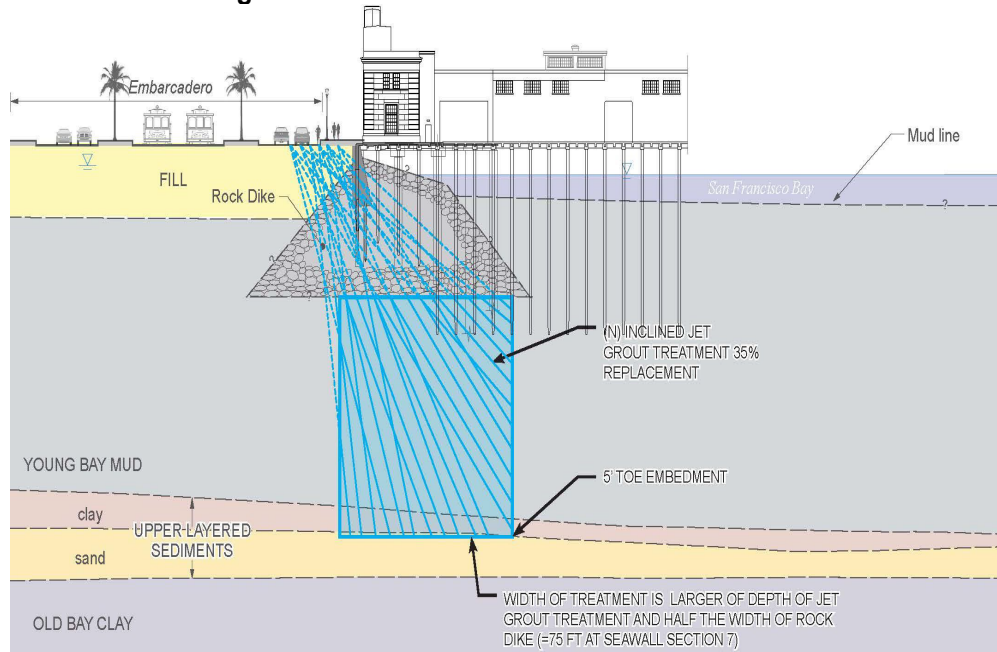 Embarcadero
Mud line
FILL
San Francisco Bay
Rock Dike
?
?
(N) INCLINED JET
GROUT TREATMENT 35%
REPLACEMENT
YOUNG BAY MUD
5' TOE EMBEDMENT
clay
UPPER LAYERED
SEDIMENTS
sand
WIDTH OF TREATMENT IS LARGER OF DEPTH OF JET
GROUT TREATMENT AND HALF THE WIDTH OF ROCK
DIKE (=75 FT AT SEAWALL SECTION 7)
OLD BAY CLAY